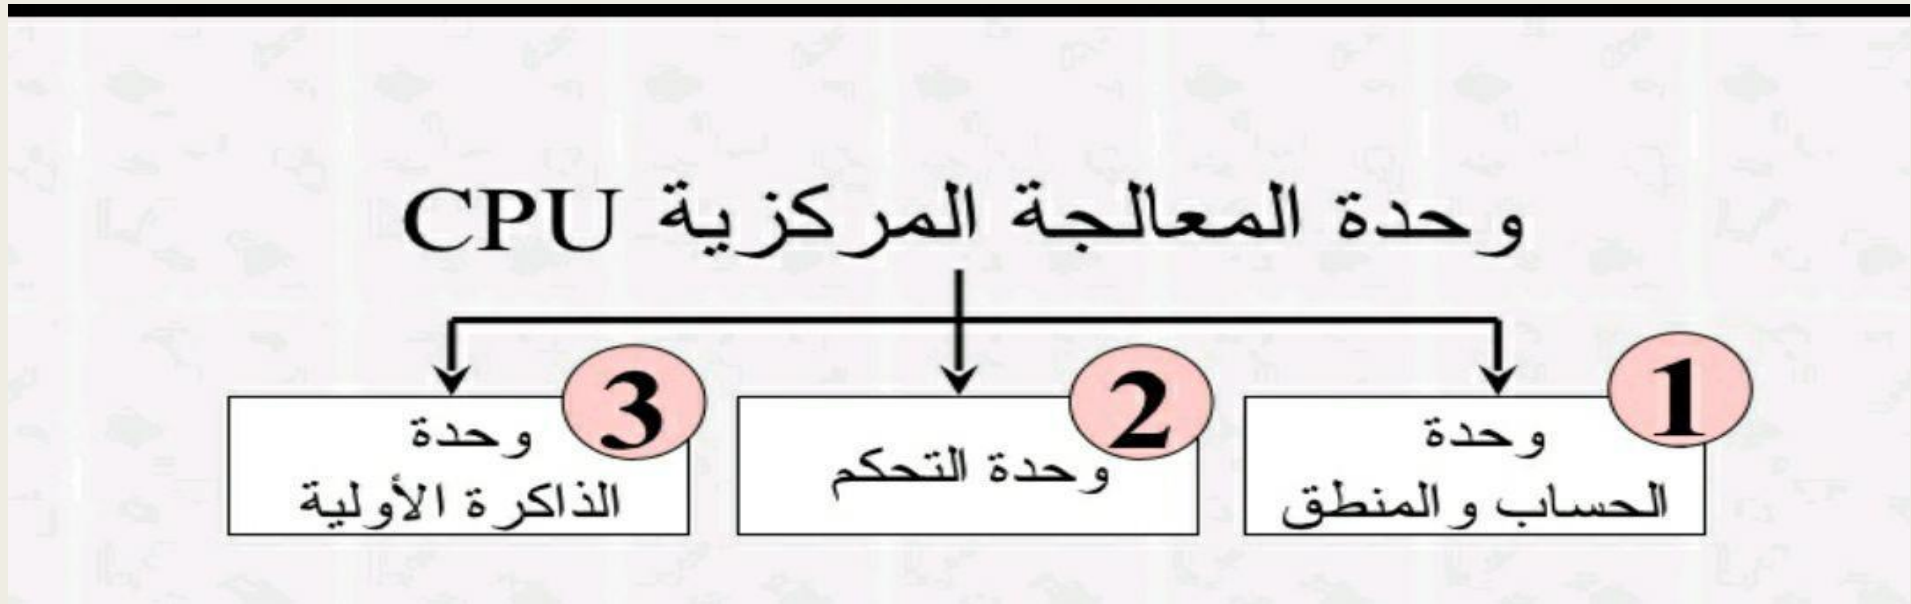 وحدة المعالجة المركزية CPU
1
وحدة
الحساب والمنطق
2
وحدة التحكم
3
وحدة
الذاكرة الأولية